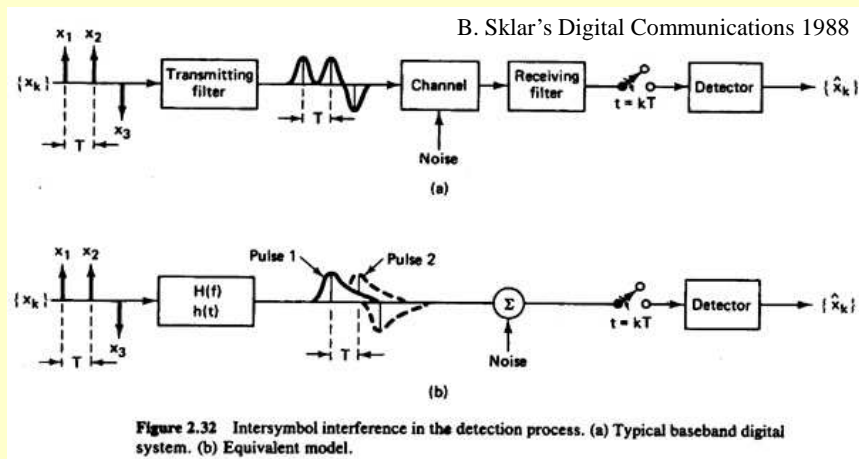 B. Sklar's Digital Communications 1988
x₁ x₂
{xₖ}
x₃
T
Transmitting
filter
T
Channel
Noise
Receiving
filter
t = kT
Detector
{x̂ₖ}
(a)
x₁ x₂
{xₖ}
x₃
T
H(f)
h(t)
Pulse 1
Pulse 2
T
Σ
Noise
t = kT
Detector
{x̂ₖ}
(b)
Figure 2.32 Intersymbol interference in the detection process. (a) Typical baseband digital
system. (b) Equivalent model.